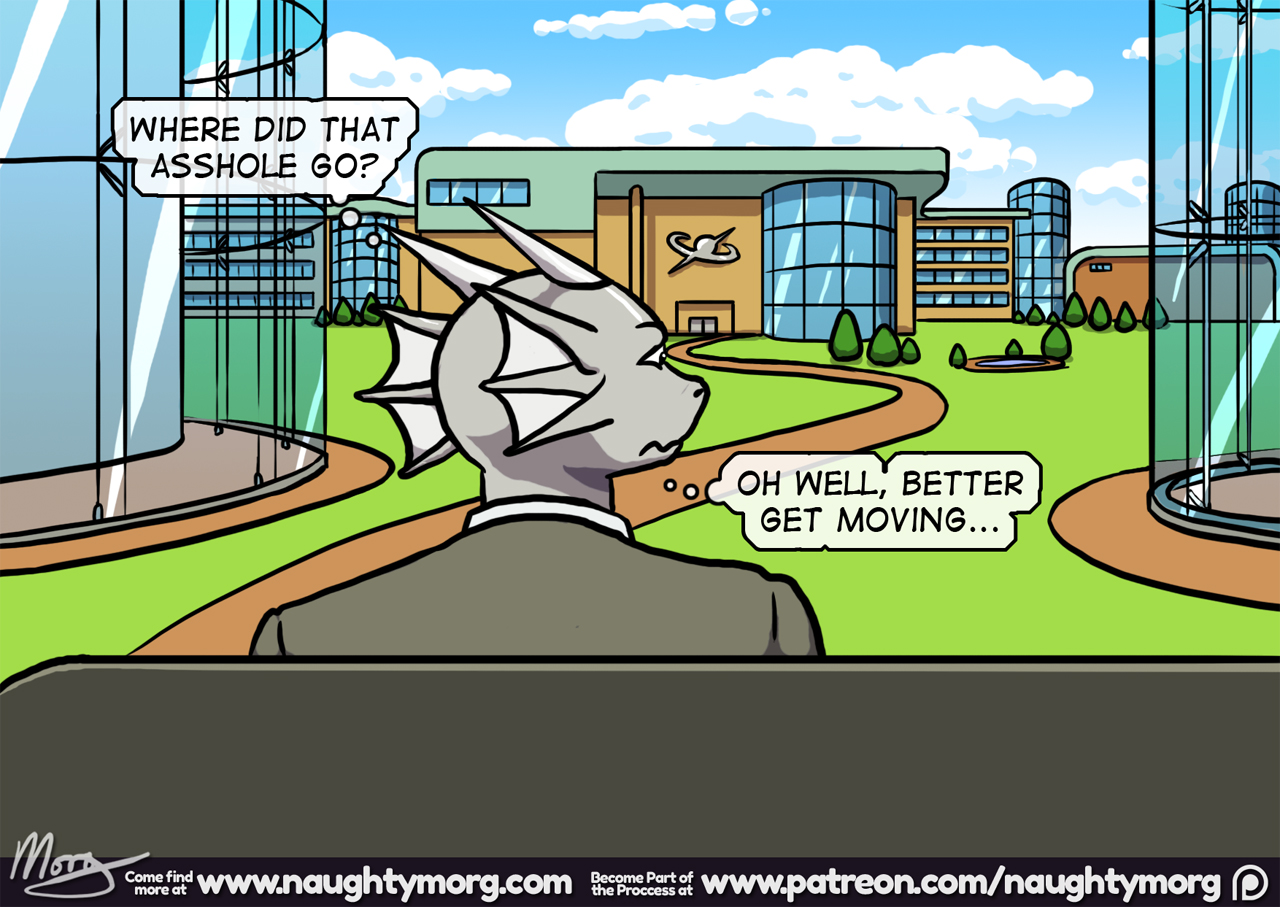 WHERE DID THAT
ASSHOLE GO?
OH WELL, BETTER
GET MOVING...
Morg
Come find
more at www.naughtymorg.com
Become Part of
the Proccess at www.patreon.com/naughtymorg